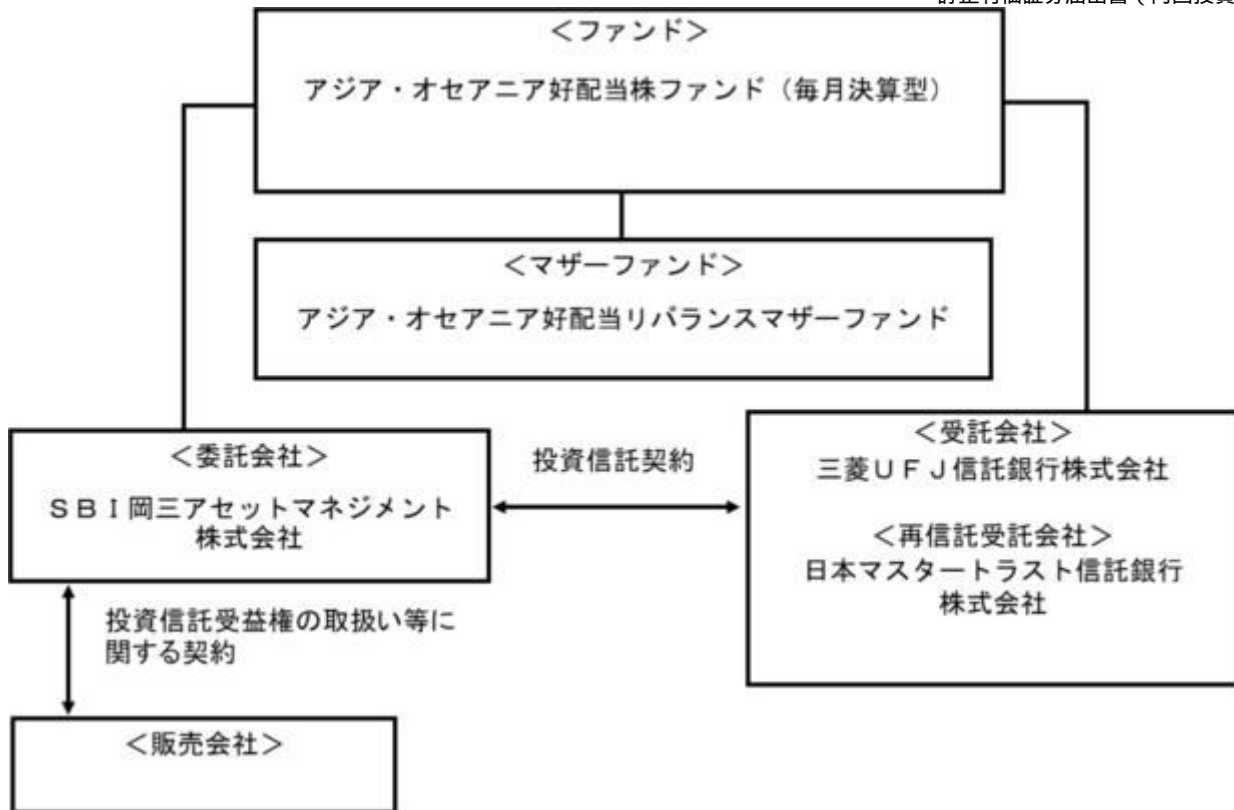 ＜ファンド＞
アジア・オセアニア好配当株ファンド（毎月決算型）
＜マザーファンド＞
アジア・オセアニア好配当リバランスマザーファンド
＜委託会社＞
ＳＢＩ岡三アセットマネジメント
株式会社
投資信託契約
＜受託会社＞
三菱ＵＦＪ信託銀行株式会社
＜再信託受託会社＞
日本マスタートラスト信託銀行
株式会社
投資信託受益権の取扱い等に
関する契約
＜販売会社＞